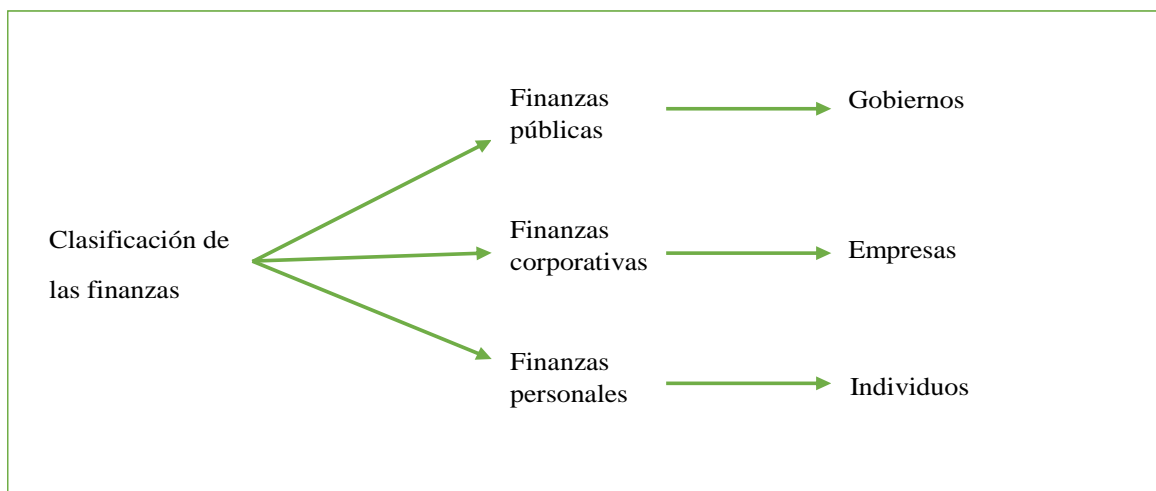 Clasificación de
las finanzas
Finanzas
públicas
Gobiernos
Finanzas
corporativas
Empresas
Finanzas
personales
Individuos